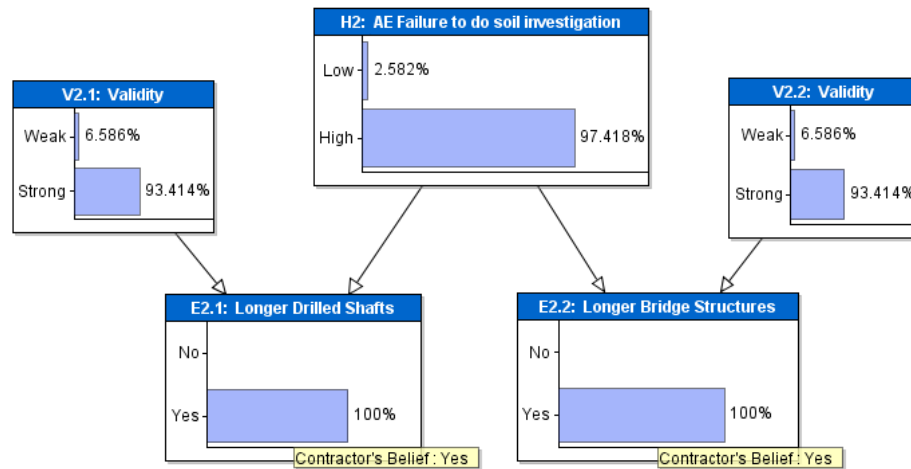 H2: AE Failure to do soil investigation
Low
2.582%
High
97.418%
V2.1: Validity
Weak
6.586%
Strong
93.414%
V2.2: Validity
Weak
6.586%
Strong
93.414%
E2.1: Longer Drilled Shafts
No
Yes
100%
Contractor's Belief : Yes
E2.2: Longer Bridge Structures
No
Yes
100%
Contractor's Belief : Yes